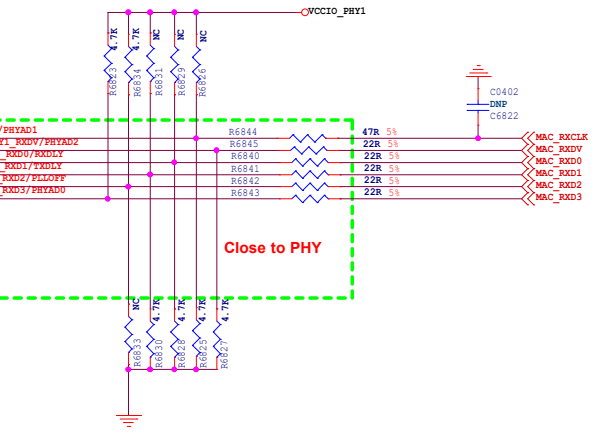 VCCIO_PHY1
4.7K
4.7K
NC
NC
NC
R6823
R6834
R6831
R6829
R6826
C0402
DNP
C6822
/PHYAD1
R6844
47R 5%
MAC_RXCLK
Y1_RXDV/PHYAD2
R6845
22R 5%
MAC_RXDV
_RXD0/RXDLY
R6840
22R 5%
MAC_RXD0
_RXD1/TXDLY
R6841
22R 5%
MAC_RXD1
_RXD2/PLLOFF
R6842
22R 5%
MAC_RXD2
_RXD3/PHYAD0
R6843
22R 5%
MAC_RXD3
Close to PHY
NC
4.7K
4.7K
4.7K
4.7K
R6833
R6830
R6828
R6825
R6827